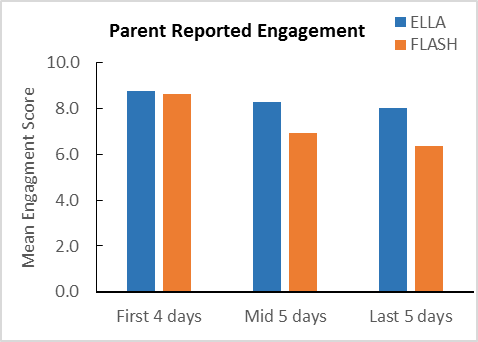 Parent Reported Engagement
ELLA
FLASH
Mean Engagment Score
10.0
8.0
6.0
4.0
2.0
0.0
First 4 days
Mid 5 days
Last 5 days